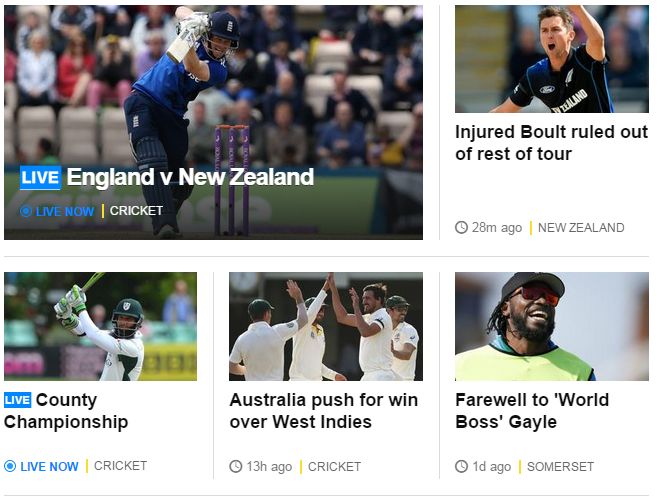 LIVE England v New Zealand
LIVE NOW CRICKET
Injured Boult ruled out
of rest of tour
28m ago NEW ZEALAND
LIVE County
Championship
LIVE NOW CRICKET
Australia push for win
over West Indies
13h ago CRICKET
Farewell to 'World
Boss' Gayle
1d ago SOMERSET